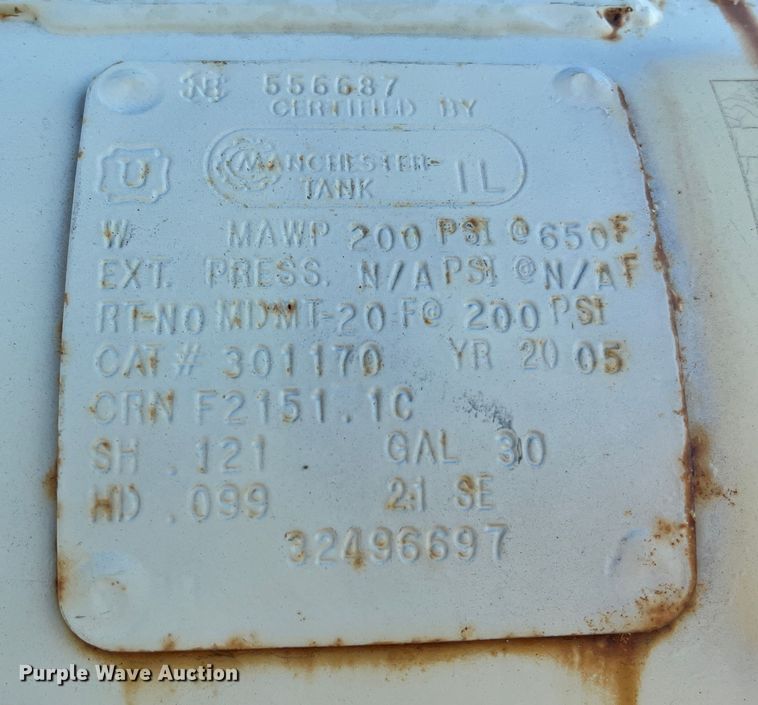 NB 556687
CERTIFIED BY
U MANCHESTER TANK IL
W MAWP 200 PSI @ 650 F
EXT. PRESS. N/A PSI @ N/A F
RT-NO MDMT-20 F@ 200 PSI
CAT.# 301170 YR 2005
CRN F2151.1C
SH .121 GAL 30
HD .099 2:1 SE
32496697
Purple Wave Auction